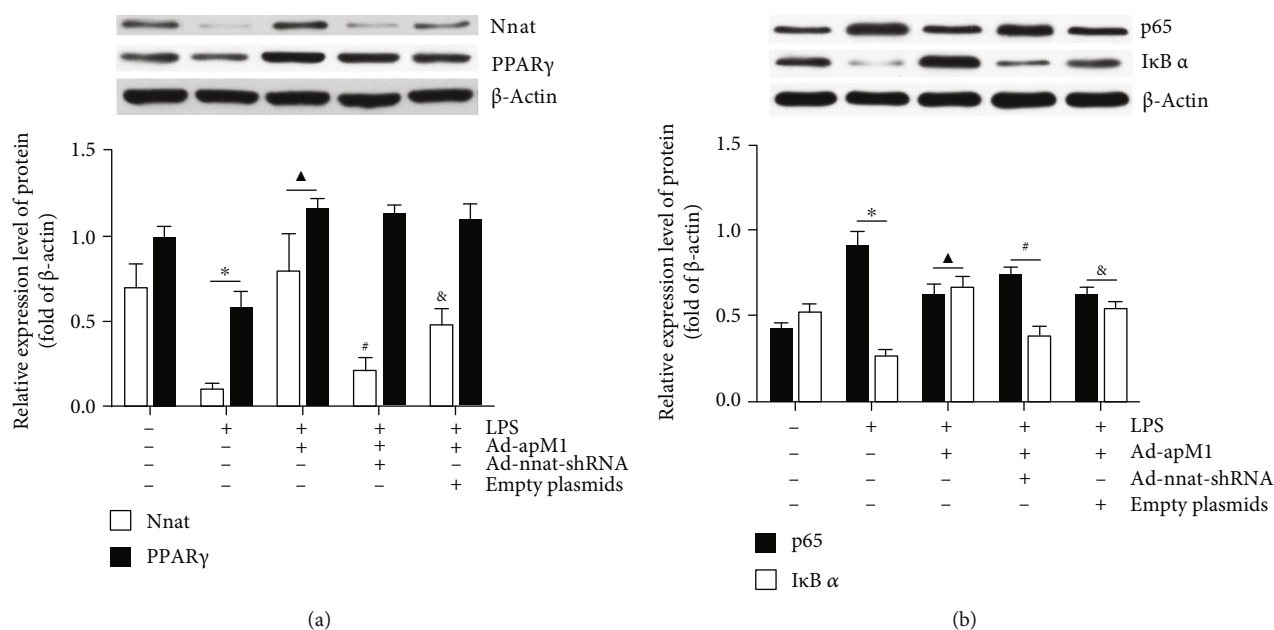 Nnat
PPARγ
β-Actin
Relative expression level of protein
(fold of β-actin)
1.5
1.0
0.5
0.0
▲
*
#
&
– + + + + LPS
– – + + + Ad-apM1
– – – + – Ad-nnat-shRNA
– – – – + Empty plasmids
Nnat
PPARγ
(a)
p65
IκB α
β-Actin
Relative expression level of protein
(fold of β-actin)
1.5
1.0
0.5
0.0
*
▲
#
&
– + + + + LPS
– – + + + Ad-apM1
– – – + – Ad-nnat-shRNA
– – – – + Empty plasmids
p65
IκB α
(b)